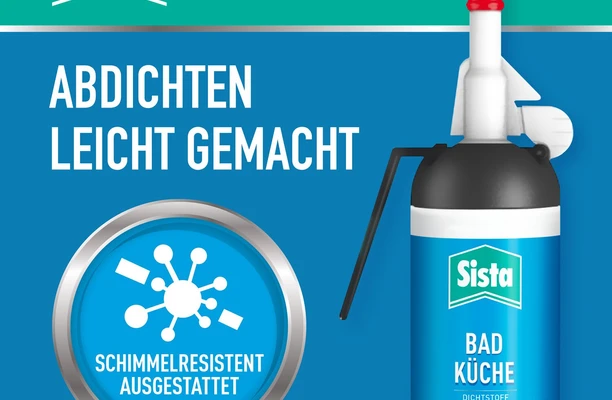 ABDICHTEN
LEICHT GEMACHT
SCHIMMELRESISTENT
AUSGESTATTET
Sista
BAD
KÜCHE
DICHTSTOFF